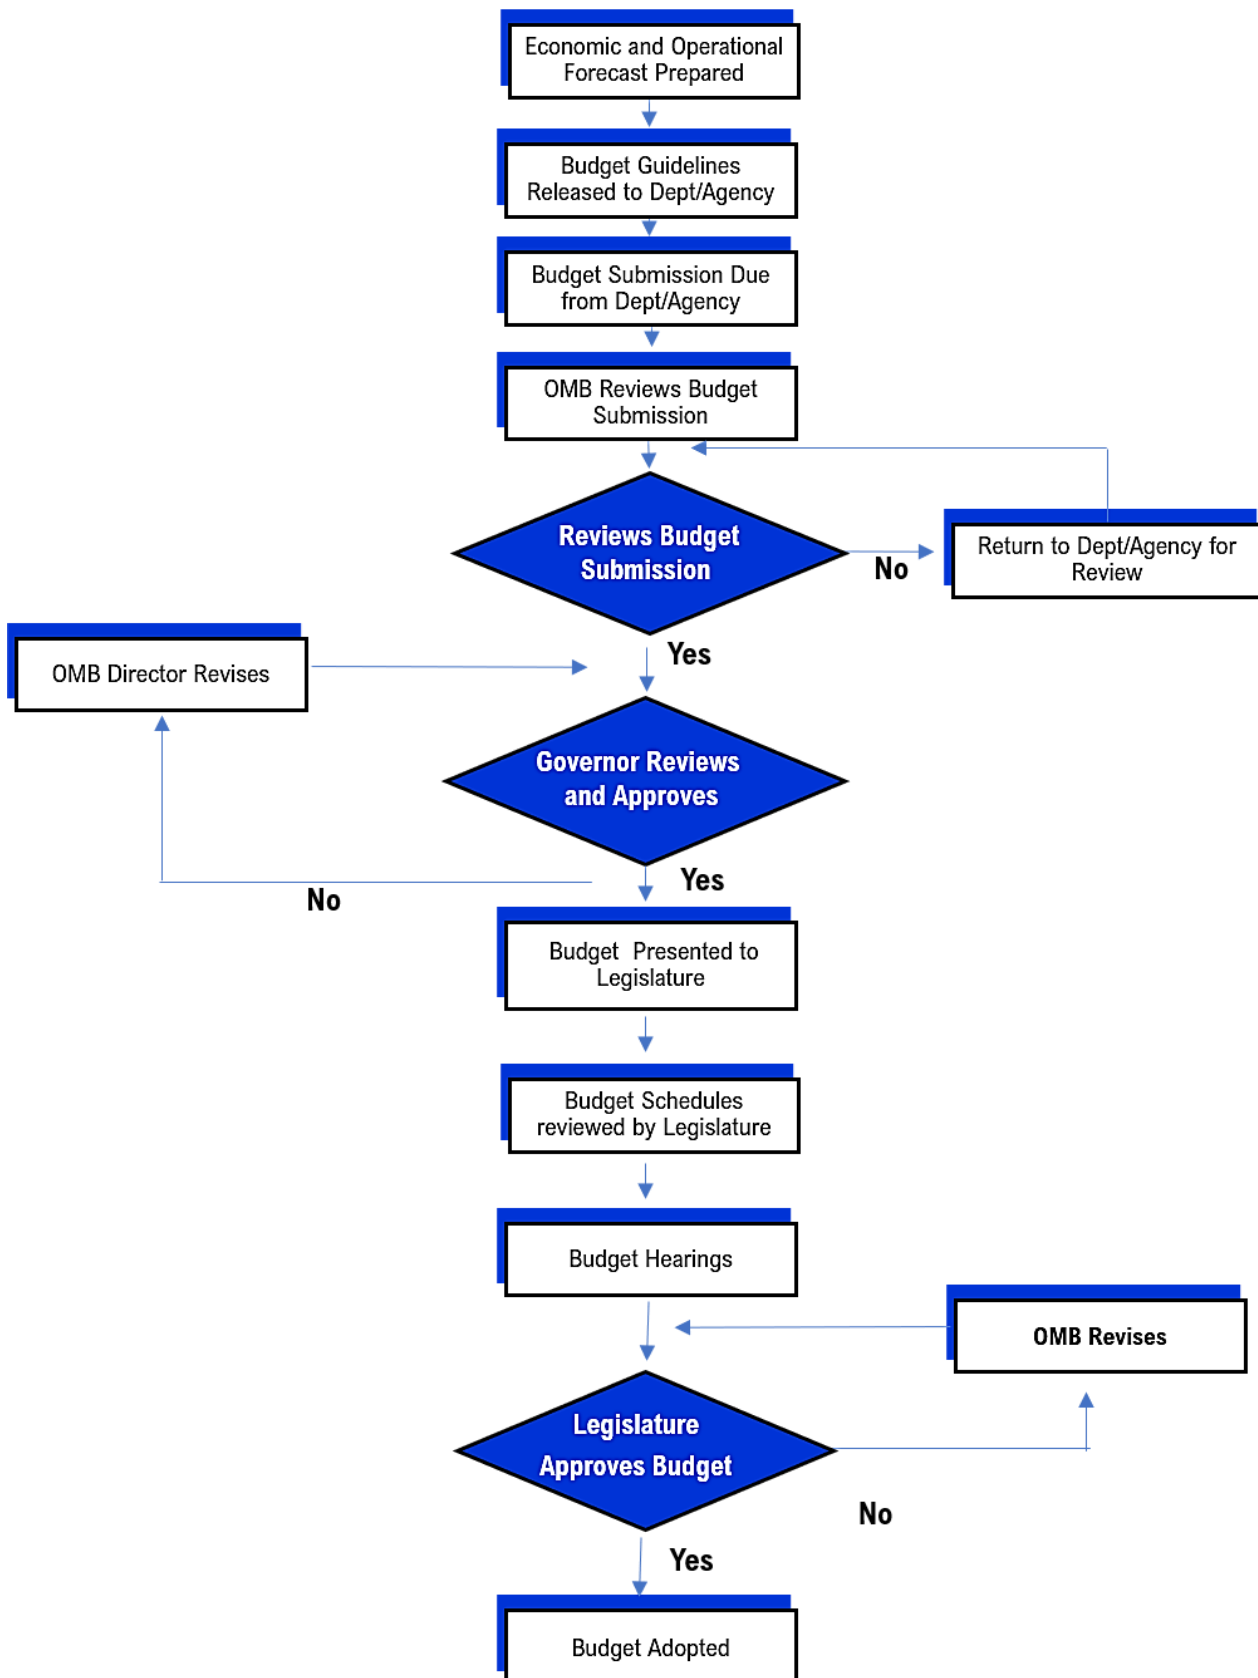 Economic and Operational
Forecast Prepared
Budget Guidelines
Released to Dept/Agency
Budget Submission Due
from Dept/Agency
OMB Reviews Budget
Submission
Reviews Budget
Submission
No
Return to Dept/Agency for
Review
Yes
OMB Director Revises
Governor Reviews
and Approves
Yes
No
Budget Presented to
Legislature
Budget Schedules
reviewed by Legislature
Budget Hearings
OMB Revises
Legislature
Approves Budget
No
Yes
Budget Adopted